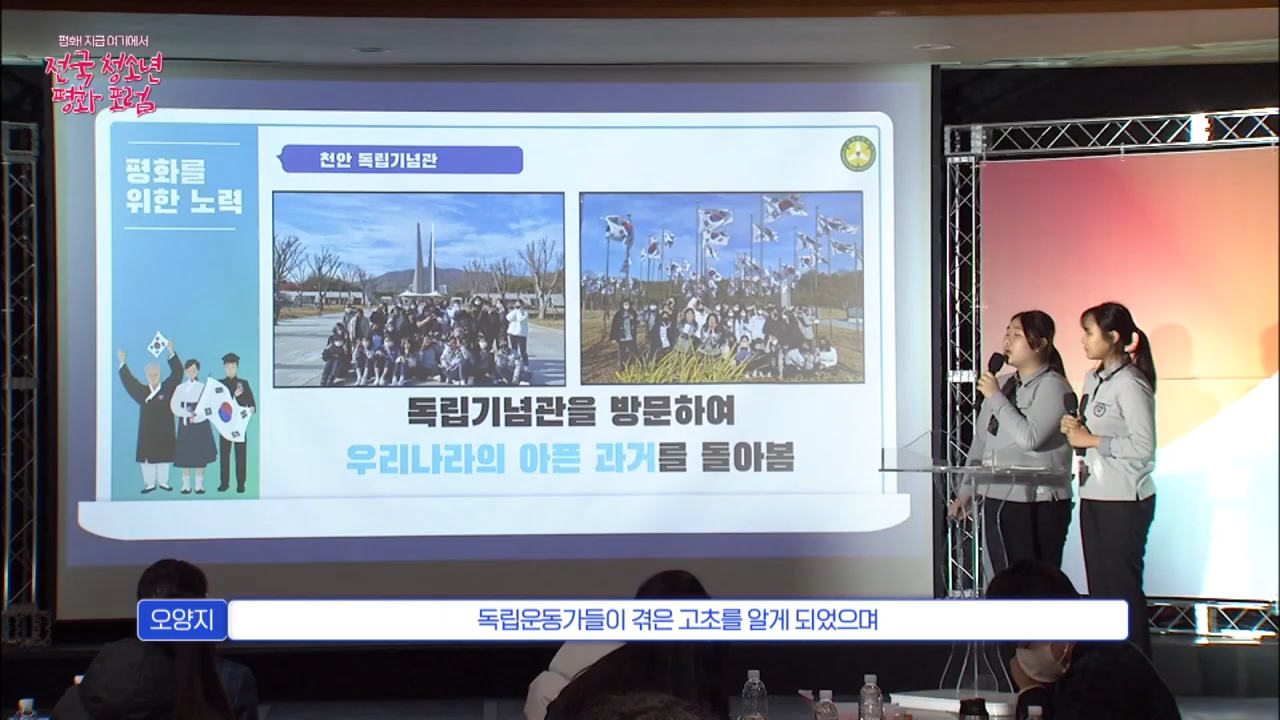 평화! 지금 여기에서
전국 청소년
평화 포럼
평화를
위한 노력
천안 독립기념관
독립기념관을 방문하여
우리나라의 아픈 과거를 돌아봄
오양지
독립운동가들이 겪은 고초를 알게 되었으며